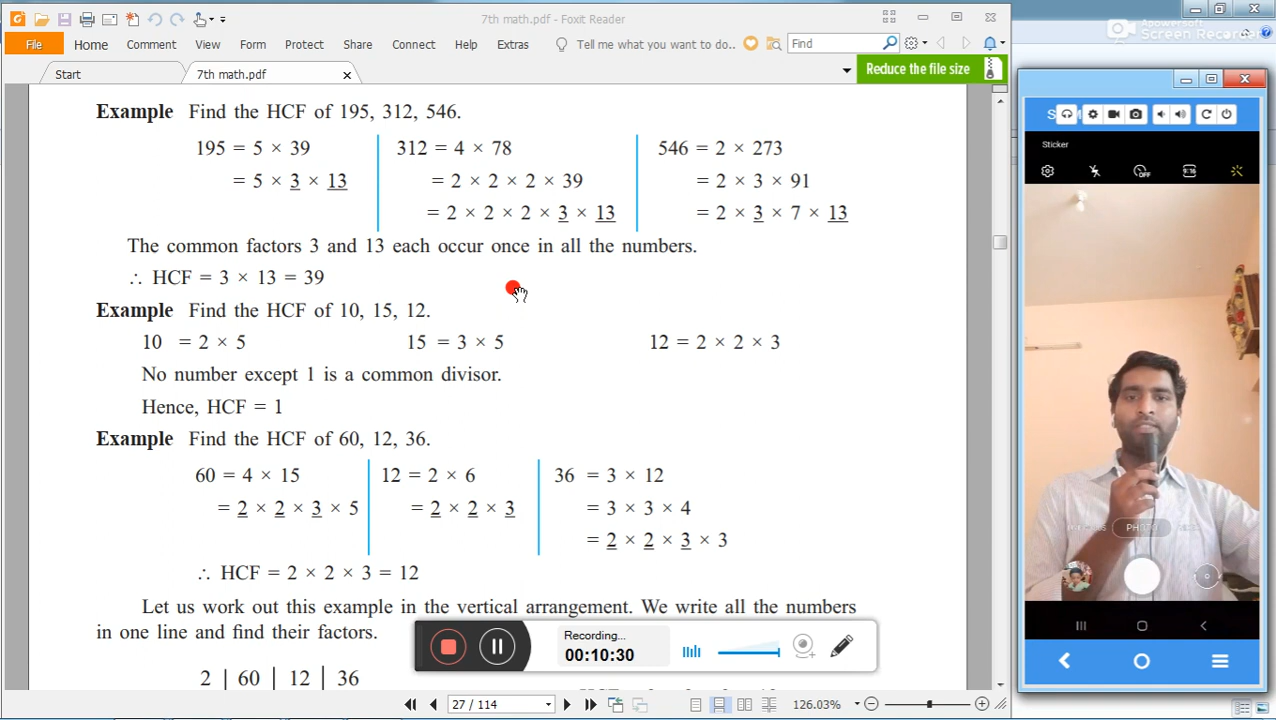 7th math.pdf - Foxit Reader
Apowersoft
Screen Recorder
File Home Comment View Form Protect Share Connect Help Extras Tell me what you want to do.. Find
Start 7th math.pdf Reduce the file size
Example Find the HCF of 195, 312, 546.
195 = 5 × 39 312 = 4 × 78 546 = 2 × 273
= 5 × 3 × 13 = 2 × 2 × 2 × 39 = 2 × 3 × 91
= 2 × 2 × 2 × 3 × 13 = 2 × 3 × 7 × 13
The common factors 3 and 13 each occur once in all the numbers.
∴ HCF = 3 × 13 = 39
Example Find the HCF of 10, 15, 12.
10 = 2 × 5 15 = 3 × 5 12 = 2 × 2 × 3
No number except 1 is a common divisor.
Hence, HCF = 1
Example Find the HCF of 60, 12, 36.
60 = 4 × 15 12 = 2 × 6 36 = 3 × 12
= 2 × 2 × 3 × 5 = 2 × 2 × 3 = 3 × 3 × 4
= 2 × 2 × 3 × 3
∴ HCF = 2 × 2 × 3 = 12
Let us work out this example in the vertical arrangement. We write all the numbers
in one line and find their factors.
2 | 60 | 12 | 36
Recording...
00:10:30
27 / 114 126.03%
Sticker
OFF 9:16
PHOTO